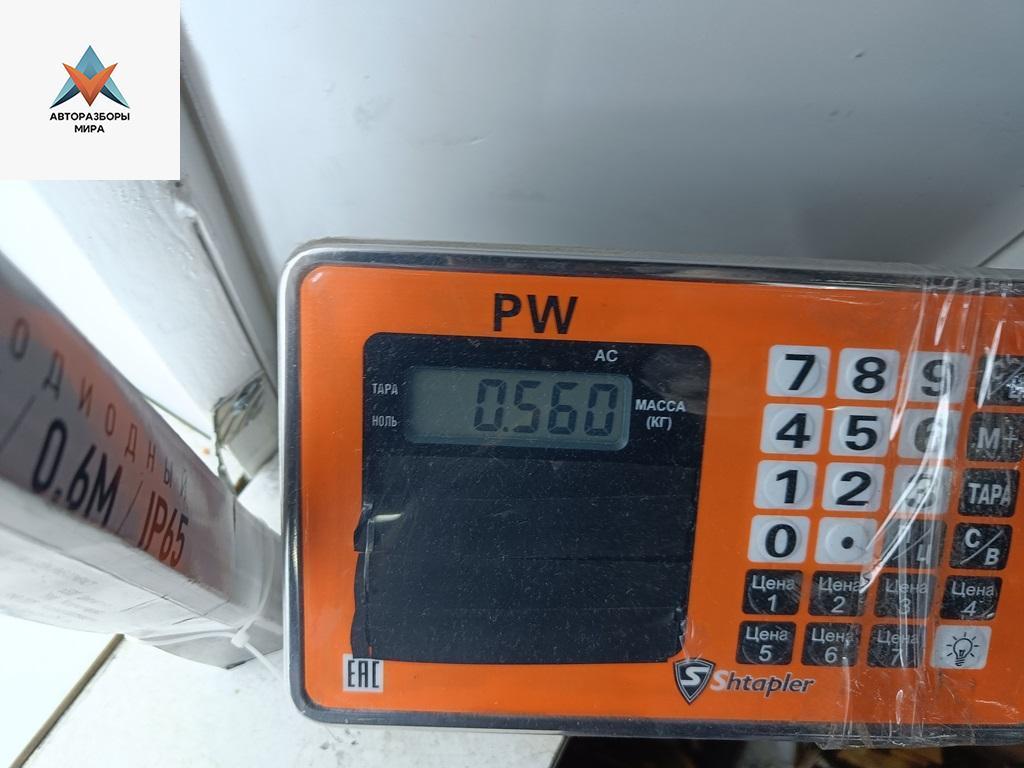 АВТОРАЗБОРЫ
МИРА
ОДИОДНЫЙ
0,6М / IP65
PW
AC
ТАРА
НОЛЬ
0.560
МАССА
(КГ)
7 8 9
4 5 6 М+
1 2 3 ТАРА
0 . С/В
Цена 1 Цена 2 Цена 3 Цена 4
Цена 5 Цена 6 Цена 7
EAC
S Shtapler